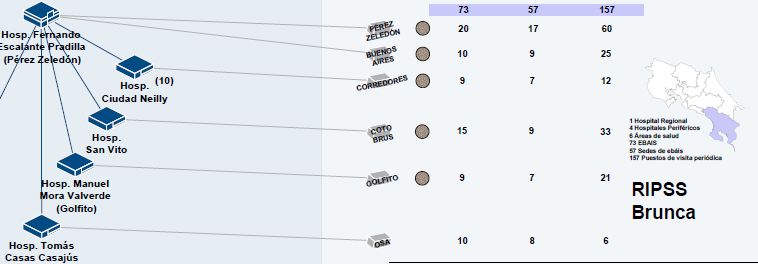 73 57 157
Hosp. Fernando
Escalante Pradilla
(Pérez Zeledón)
PÉREZ
ZELEDÓN
20 17 60
BUENOS
AIRES
10 9 25
Hosp.
Ciudad Neilly
(10)
CORREDORES
9 7 12
Hosp.
San Vito
COTO
BRUS
15 9 33
Hosp. Manuel
Mora Valverde
(Golfito)
GOLFITO
9 7 21
Hosp. Tomás
Casas Casajús
OSA
10 8 6
1 Hospital Regional
4 Hospitales Periféricos
6 Áreas de salud
73 EBAIS
57 Sedes de ebáis
157 Puestos de visita periódica
RIPSS
Brunca